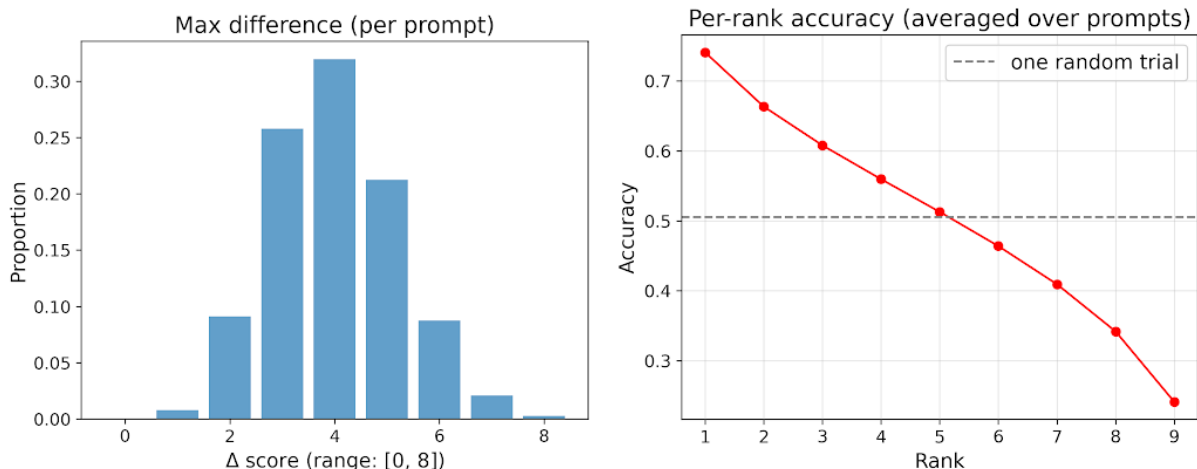 Max difference (per prompt)
Proportion
0.30
0.25
0.20
0.15
0.10
0.05
0.00
0 2 4 6 8
Δ score (range: [0, 8])
Per-rank accuracy (averaged over prompts)
one random trial
Accuracy
0.7
0.6
0.5
0.4
0.3
1 2 3 4 5 6 7 8 9
Rank